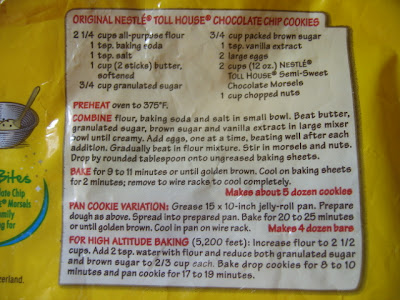 ORIGINAL NESTLÉ® TOLL HOUSE® CHOCOLATE CHIP COOKIES
2 1/4 cups all-purpose flour
1 tsp. baking soda
1 tsp. salt
1 cup (2 sticks) butter,
softened
3/4 cup granulated sugar
3/4 cup packed brown sugar
1 tsp. vanilla extract
2 large eggs
2 cups (12 oz.) NESTLÉ®
TOLL HOUSE® Semi-Sweet
Chocolate Morsels
1 cup chopped nuts
PREHEAT oven to 375°F.
COMBINE flour, baking soda and salt in small bowl. Beat butter,
granulated sugar, brown sugar and vanilla extract in large mixer
bowl until creamy. Add eggs, one at a time, beating well after each
addition. Gradually beat in flour mixture. Stir in morsels and nuts.
Drop by rounded tablespoon onto ungreased baking sheets.
BAKE for 9 to 11 minutes or until golden brown. Cool on baking sheets
for 2 minutes; remove to wire racks to cool completely.
Makes about 5 dozen cookies
PAN COOKIE VARIATION: Grease 15 x 10-inch jelly-roll pan. Prepare
dough as above. Spread into prepared pan. Bake for 20 to 25 minutes
or until golden brown. Cool in pan on wire rack. Makes 4 dozen bars
FOR HIGH ALTITUDE BAKING (5,200 feet): Increase flour to 2 1/2
cups. Add 2 tsp. water with flour and reduce both granulated sugar
and brown sugar to 2/3 cup each. Bake drop cookies for 8 to 10
minutes and pan cookie for 17 to 19 minutes.
Bites
late Chip
® Morsels
mily
ng for
zerland.